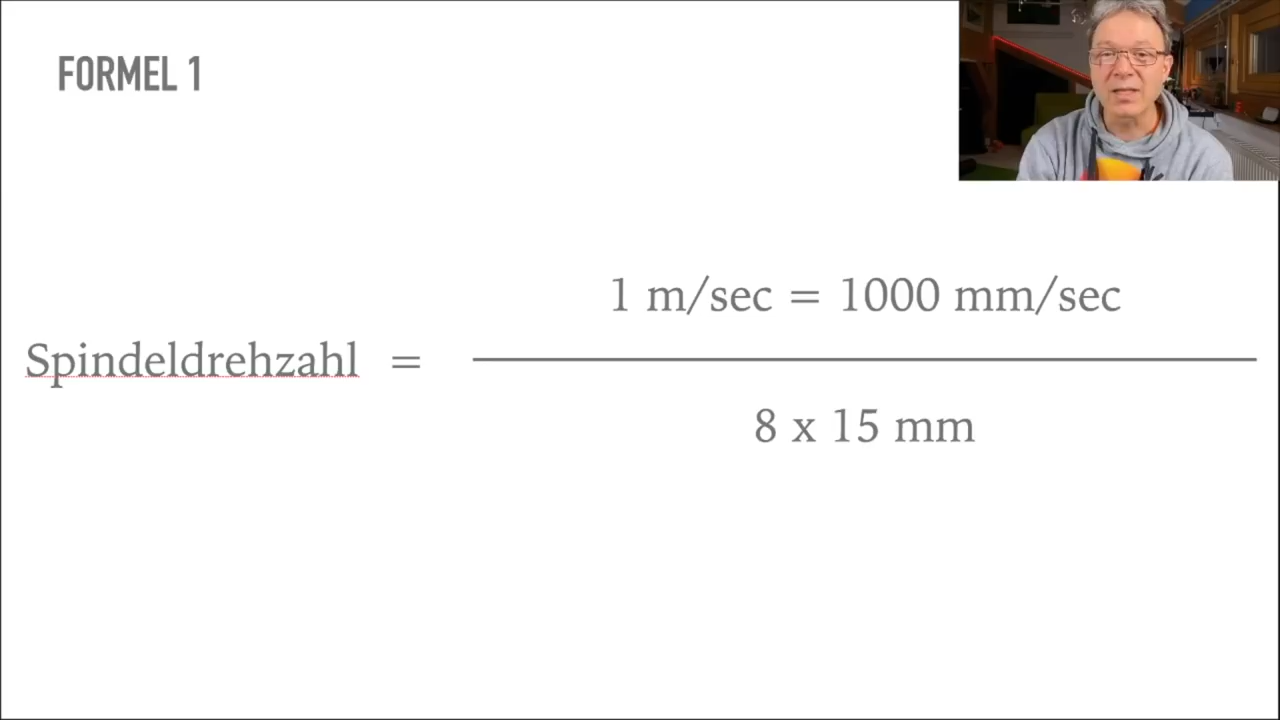 FORMEL 1
1 m/sec = 1000 mm/sec
Spindeldrehzahl =
8 x 15 mm